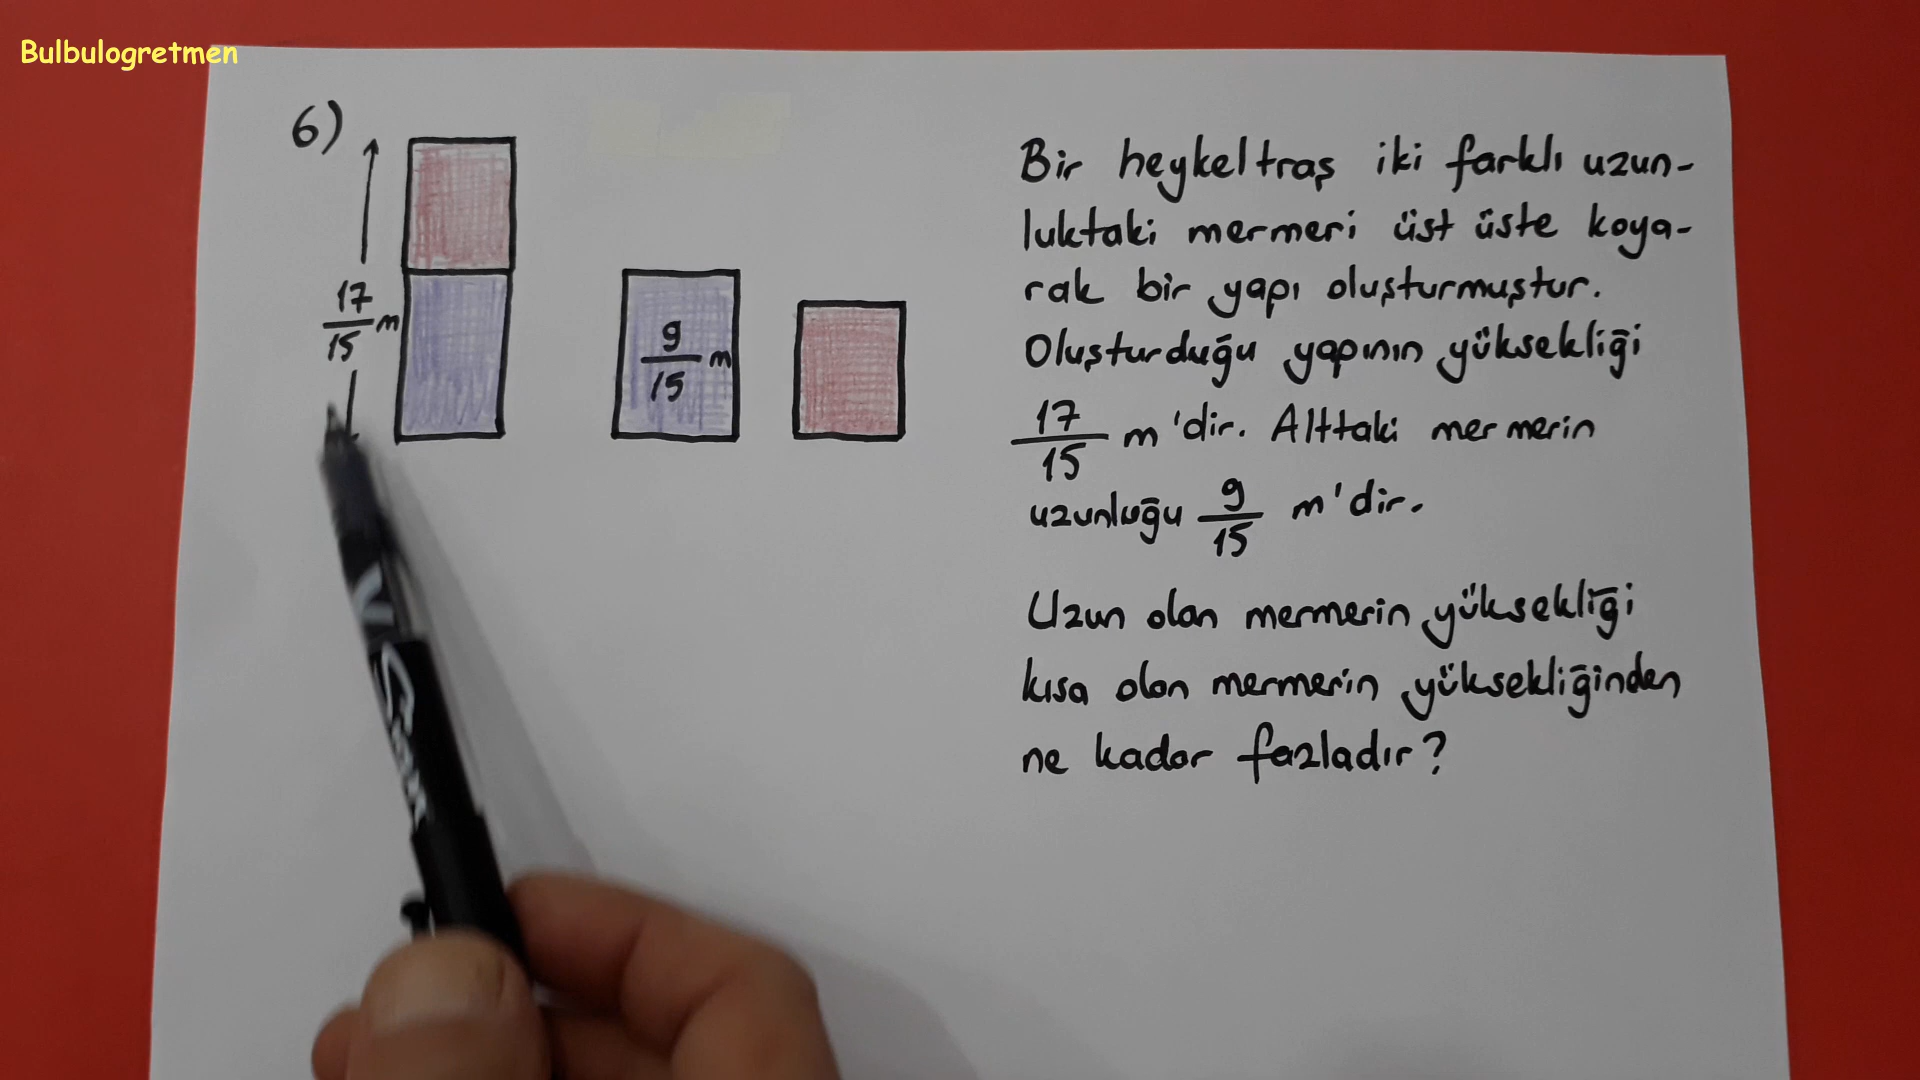 Bulbulogretmen
6)
17
15 m
9
15 m
Bir heykeltraş iki farklı uzun-
luktaki mermeri üst üste koya-
rak bir yapı oluşturmuştur.
Oluşturduğu yapının yüksekliği
17
15 m'dir. Alttaki mermerin
uzunluğu 9/15 m'dir.
Uzun olan mermerin yüksekliği
kısa olan mermerin yüksekliğinden
ne kadar fazladır?